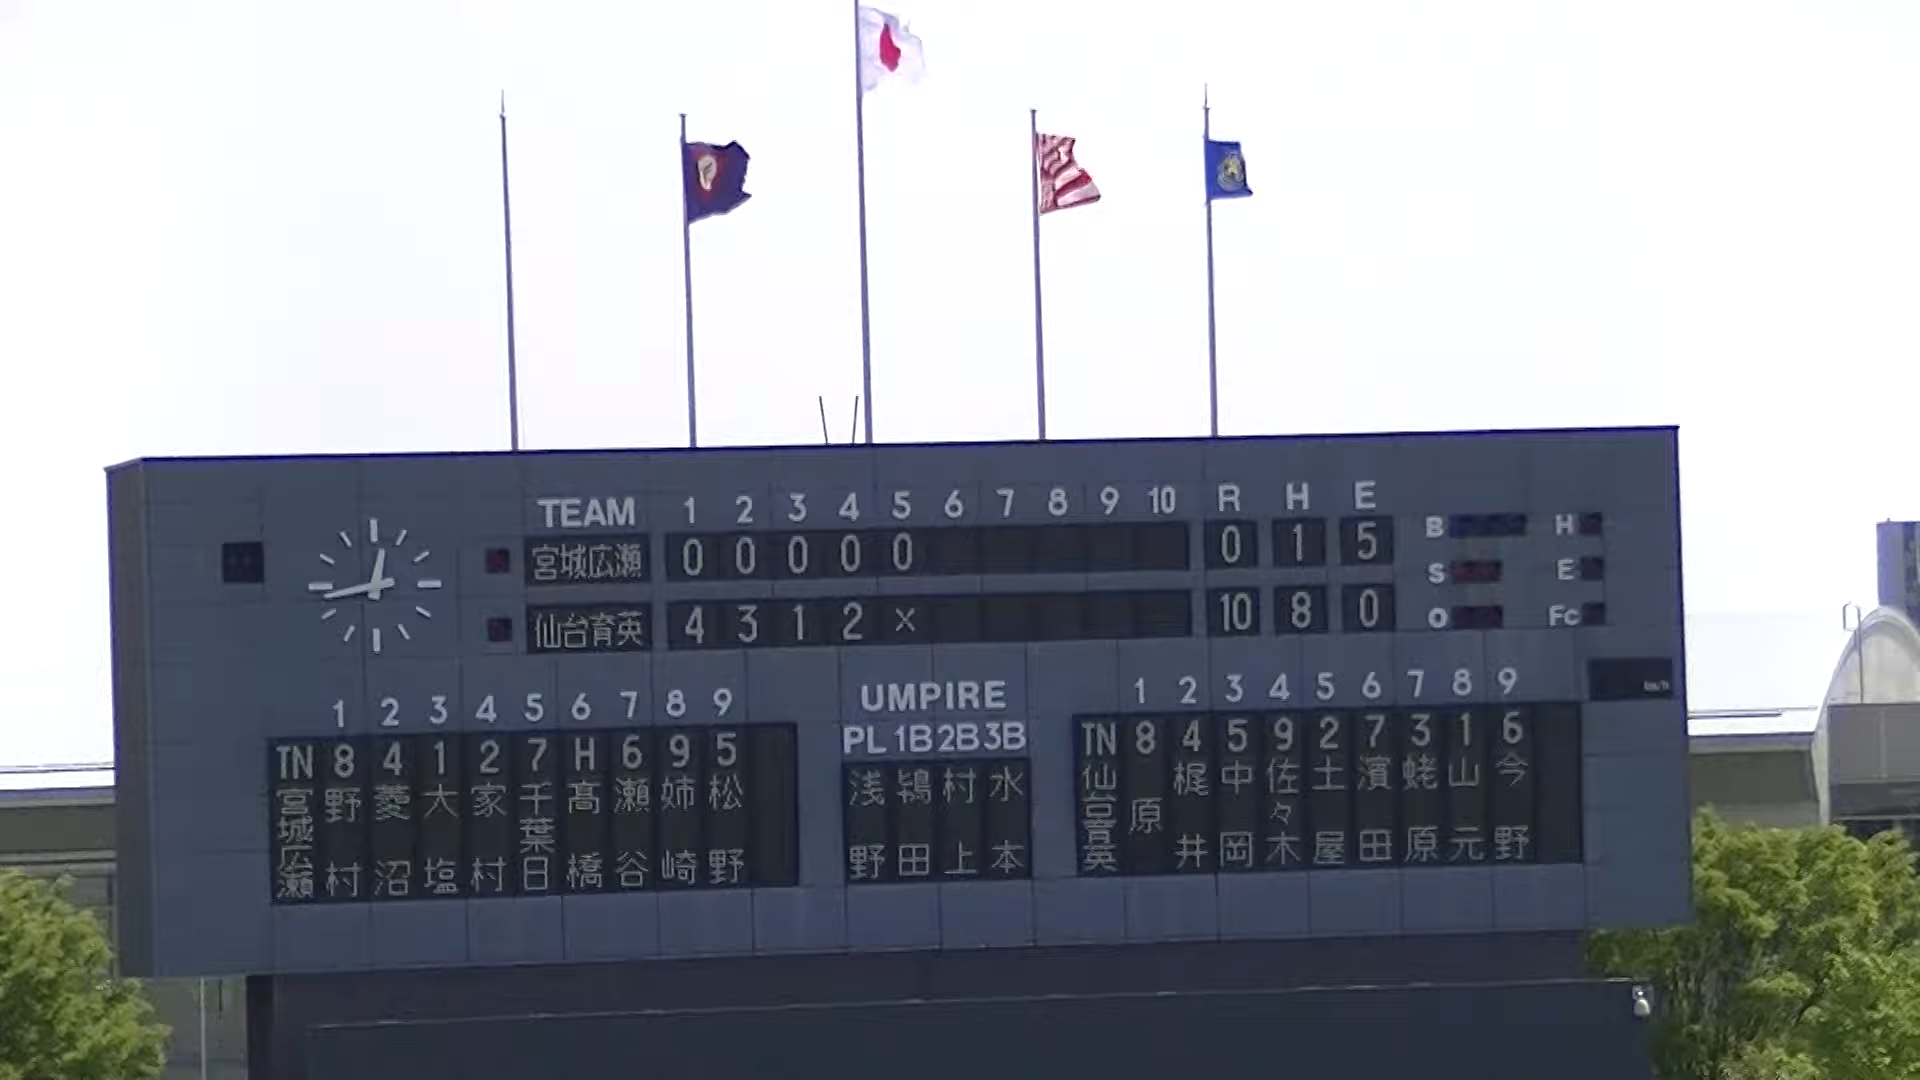 TEAM 1 2 3 4 5 6 7 8 9 10 R H E
宮城広瀬 0 0 0 0 0 0 1 5
仙台育英 4 3 1 2 x 10 8 0
B H
S E
O Fc
km/h
1 2 3 4 5 6 7 8 9
TN 8 4 1 2 7 H 6 9 5
宮城広瀬 野村 菱沼 大塩 家村 千葉日 髙橋 瀬谷 姉崎 松野
UMPIRE
PL 1B 2B 3B
浅野 鴇田 村上 水本
1 2 3 4 5 6 7 8 9
TN 8 4 5 9 2 7 3 1 6
仙台育英 原 梶井 中岡 佐々木 土屋 濱田 蛯原 山元 今野